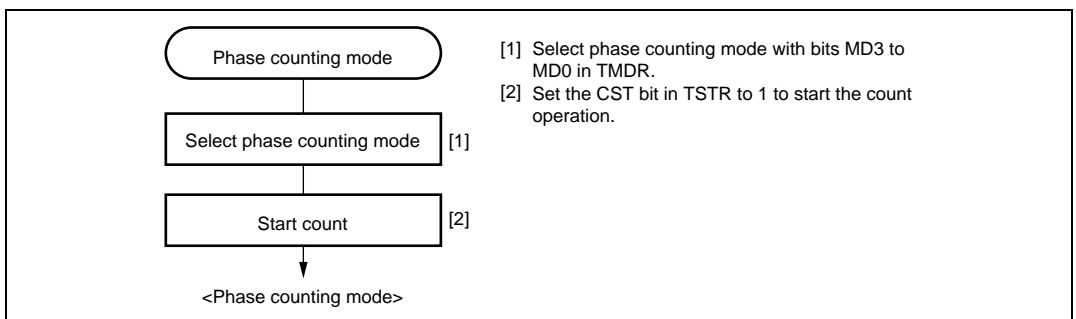 Phase counting mode
Select phase counting mode [1]
Start count [2]
<Phase counting mode>
[1] Select phase counting mode with bits MD3 to
MD0 in TMDR.
[2] Set the CST bit in TSTR to 1 to start the count
operation.